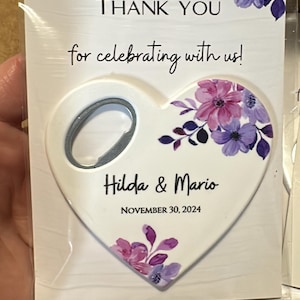 THANK YOU
for celebrating with us!
Hilda & Mario
NOVEMBER 30, 2024